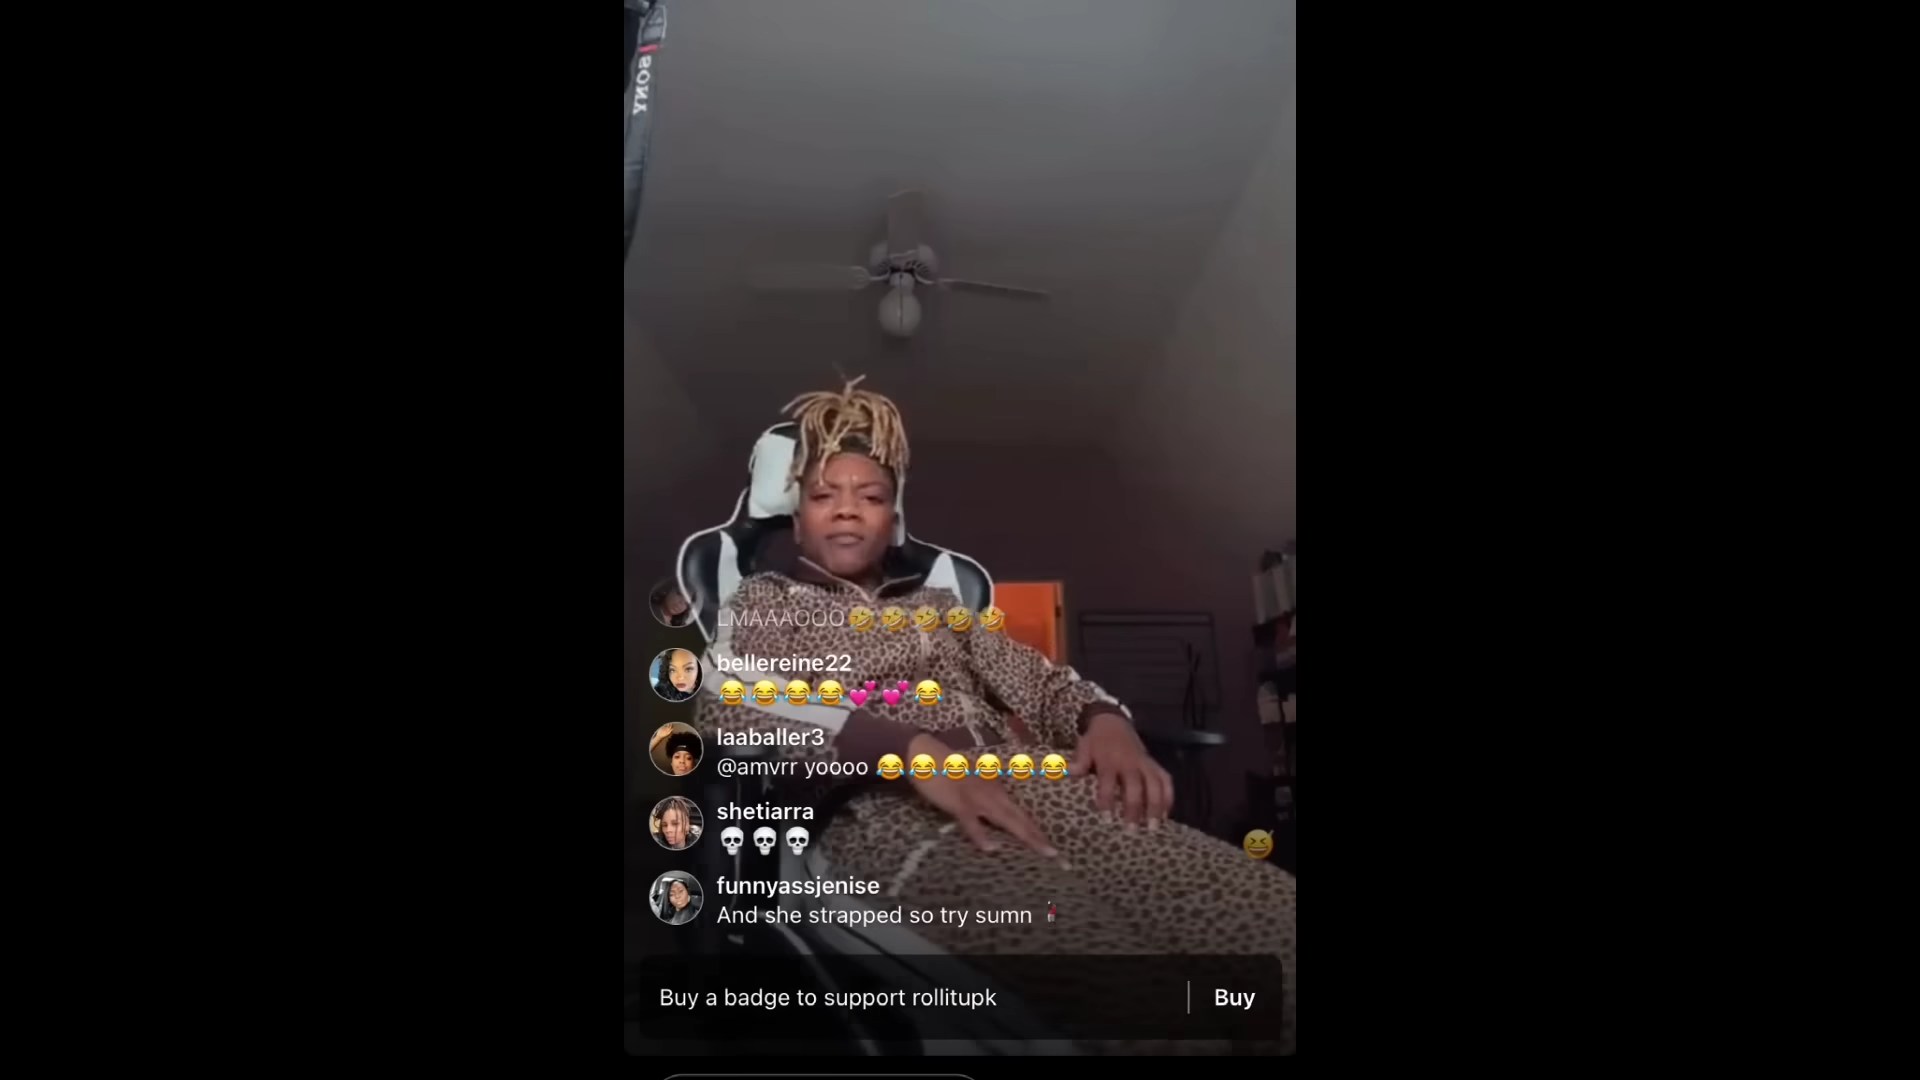 SONY
LMAAAOOO🤣🤣🤣🤣🤣
bellereine22
😂😂😂😂💕💕😂
laaballer3
@amvrr yoooo 😂😂😂😂😂😂
shetiarra
💀💀💀
funnyassjenise
And she strapped so try sumn
Buy a badge to support rollitupk
Buy